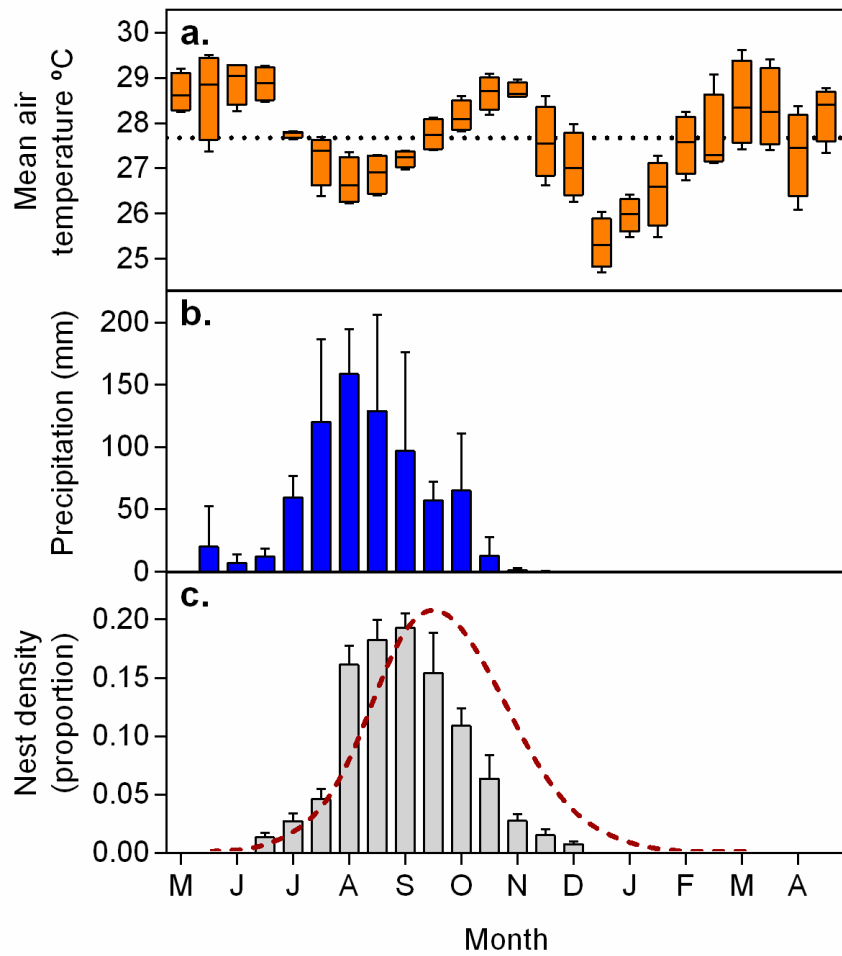 a.
30
29
28
27
26
25
Mean air
temperature ºC
b.
200
150
100
50
0
Precipitation (mm)
c.
0.20
0.15
0.10
0.05
0.00
Nest density
(proportion)
M J J A S O N D J F M A
Month